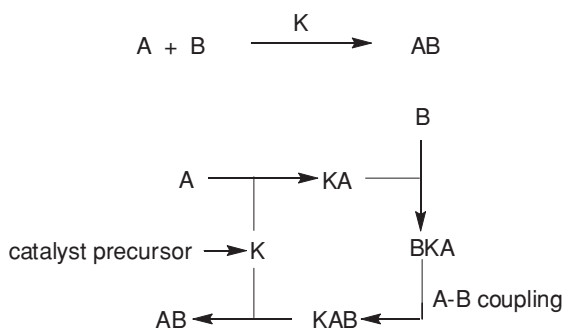 K
A + B AB
B
A KA
catalyst precursor K BKA
A-B coupling
AB KAB